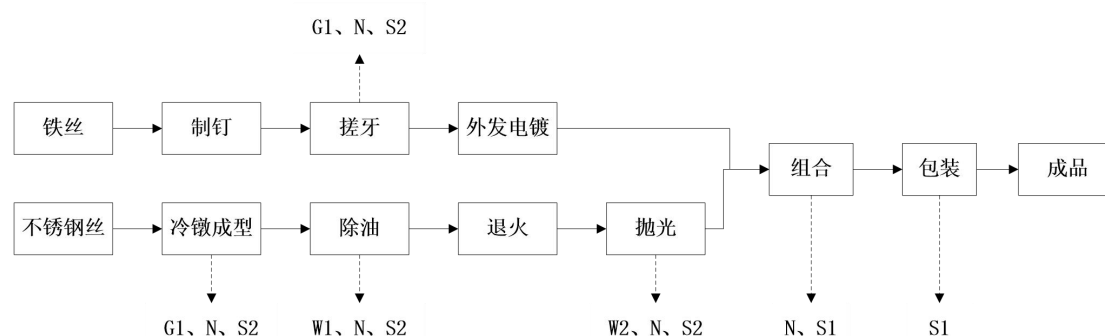 G1、N、S2
铁丝
制钉
搓牙
外发电镀
组合
包装
成品
不锈钢丝
冷镦成型
除油
退火
抛光
G1、N、S2
W1、N、S2
W2、N、S2
N、S1
S1